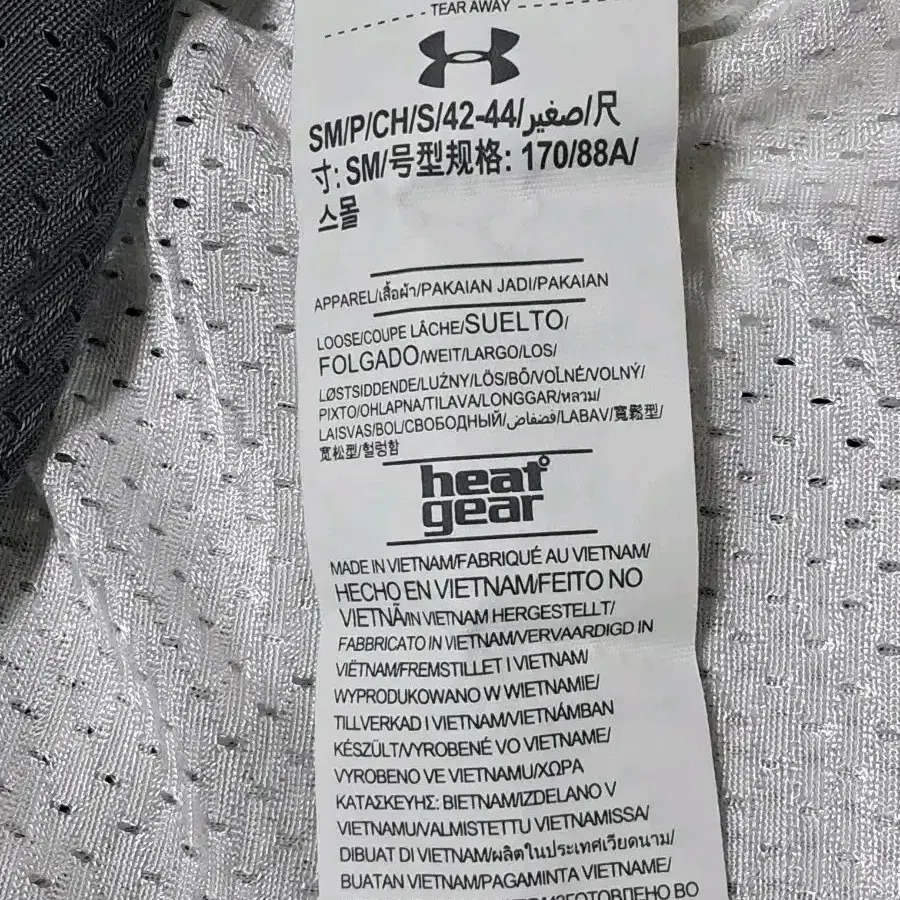 TEAR AWAY
SM/P/CH/S/42-44/صغير/尺
寸: SM/号型规格: 170/88A/
스몰
APPAREL/เสื้อผ้า/PAKAIAN JADI/PAKAIAN
LOOSE/COUPE LÂCHE/SUELTO/
FOLGADO/WEIT/LARGO/LOS/
LØSTSIDDENDE/LUŹNY/LÖS/BŐ/VOĽNÉ/VOLNÝ/
ΡΙΧΤΟ/OHLAPNA/TILAVA/LONGGAR/หลวม/
LAISVAS/BOL/СВОБОДНЫЙ/فضفاض/LABAV/寬鬆型/
宽松型/헐렁함
heat
gear
MADE IN VIETNAM/FABRIQUÉ AU VIETNAM/
HECHO EN VIETNAM/FEITO NO
VIETNÃ/IN VIETNAM HERGESTELLT/
FABBRICATO IN VIETNAM/VERVAARDIGD IN
VIËTNAM/FREMSTILLET I VIETNAM/
WYPRODUKOWANO W WIETNAMIE/
TILLVERKAD I VIETNAM/VIETNÁMBAN
KÉSZÜLT/VYROBENÉ VO VIETNAME/
VYROBENO VE VIETNAMU/ΧΩΡΑ
ΚΑΤΑΣΚΕΥΗΣ: ΒΙΕΤΝΑΜ/IZDELANO V
VIETNAMU/VALMISTETTU VIETNAMISSA/
DIBUAT DI VIETNAM/ผลิตในประเทศเวียดนาม/
BUATAN VIETNAM/PAGAMINTA VIETNAME/
ИЗГОТОВЛЕНО ВО